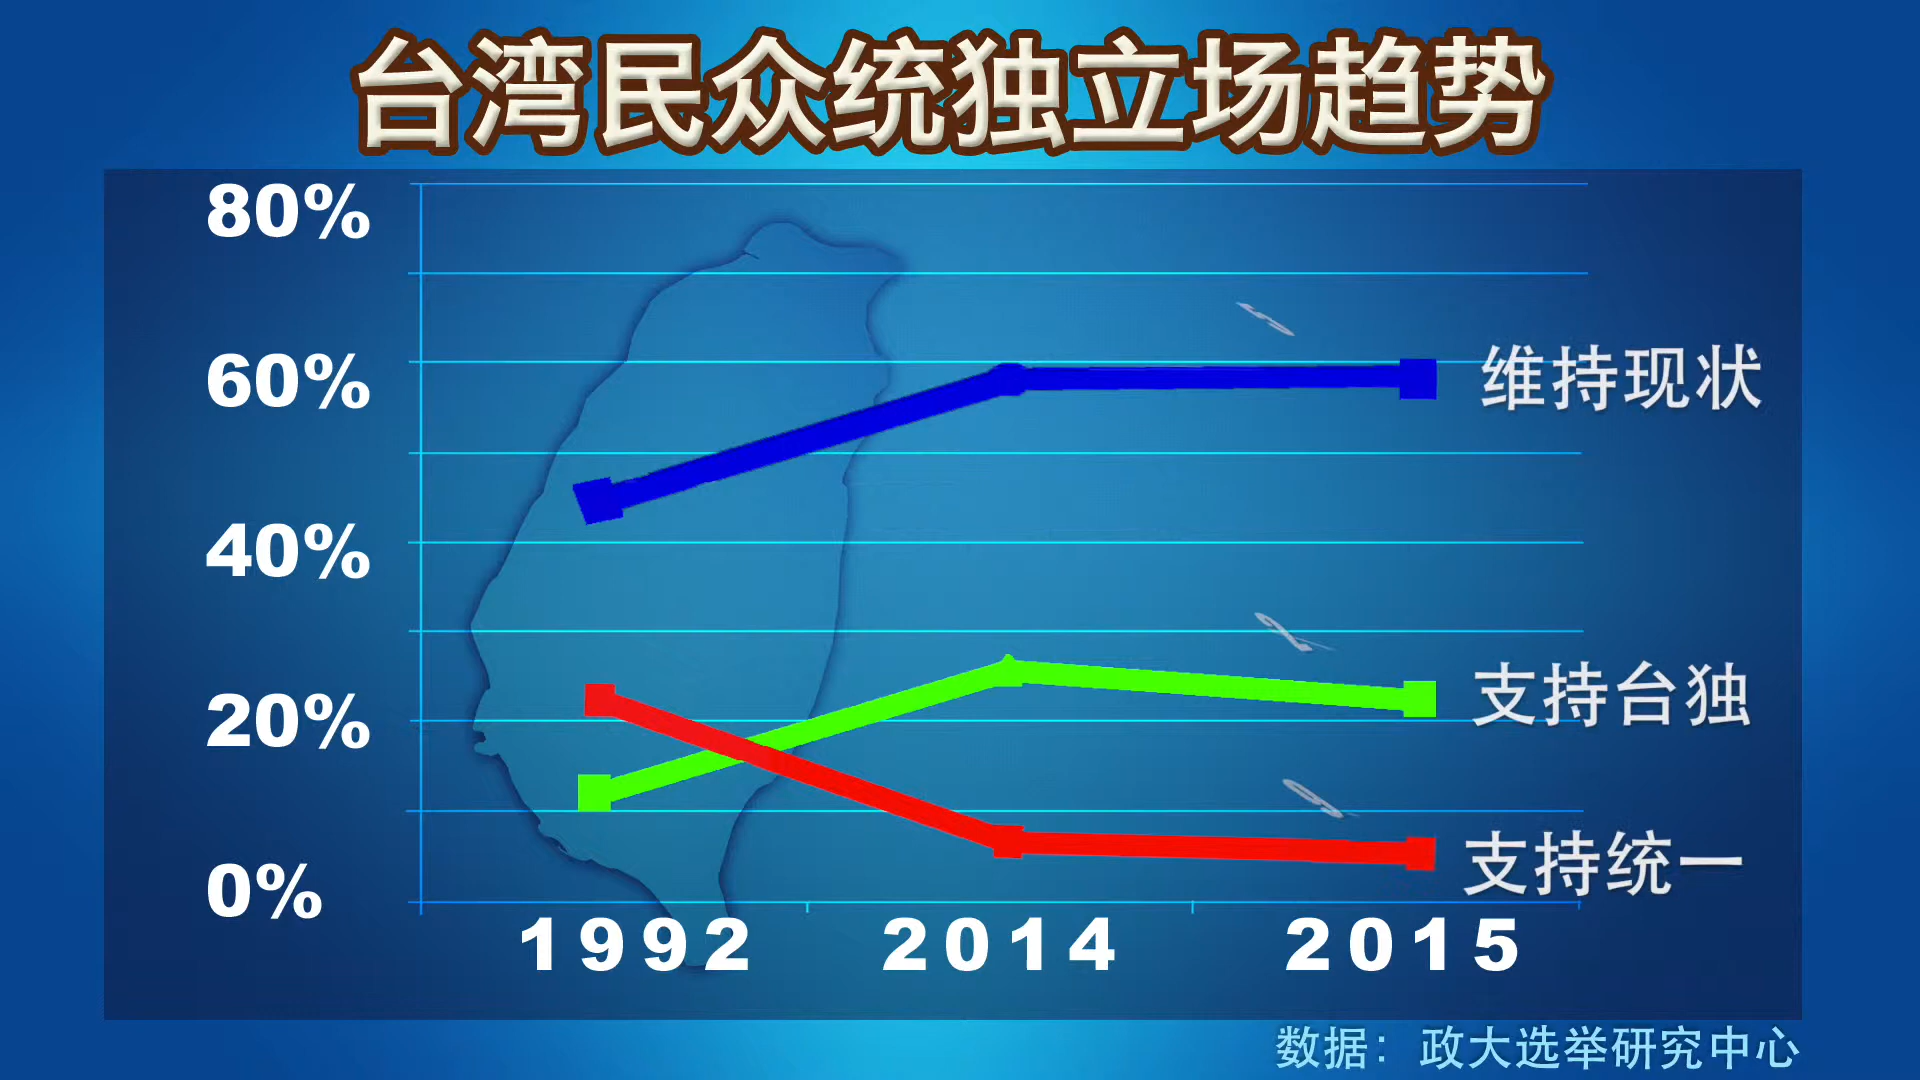 台湾民众统独立场趋势
80%
60%
40%
20%
0%
维持现状
支持台独
支持统一
1992 2014 2015
数据：政大选举研究中心